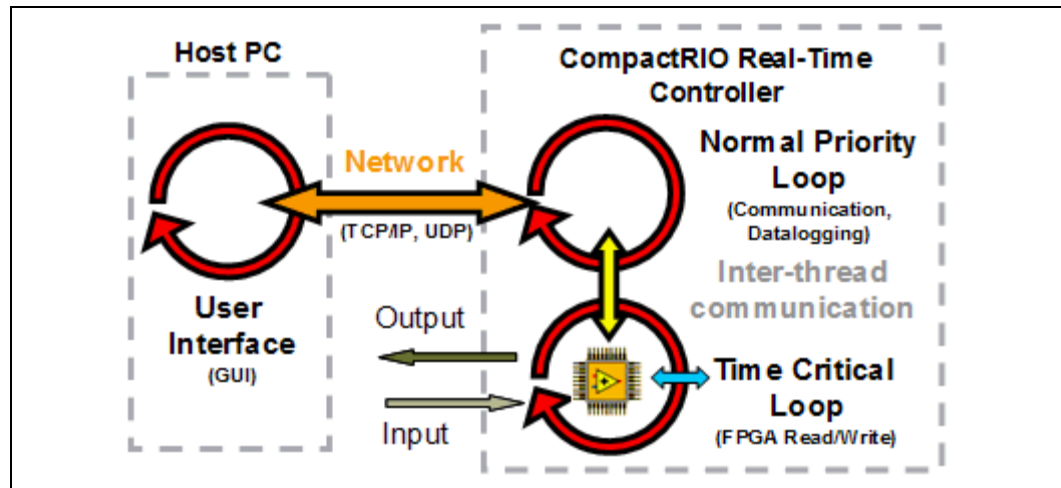 Host PC
User
Interface
(GUI)
Network
(TCP/IP, UDP)
Output
Input
CompactRIO Real-Time
Controller
Normal Priority
Loop
(Communication,
Datalogging)
Inter-thread
communication
Time Critical
Loop
(FPGA Read/Write)